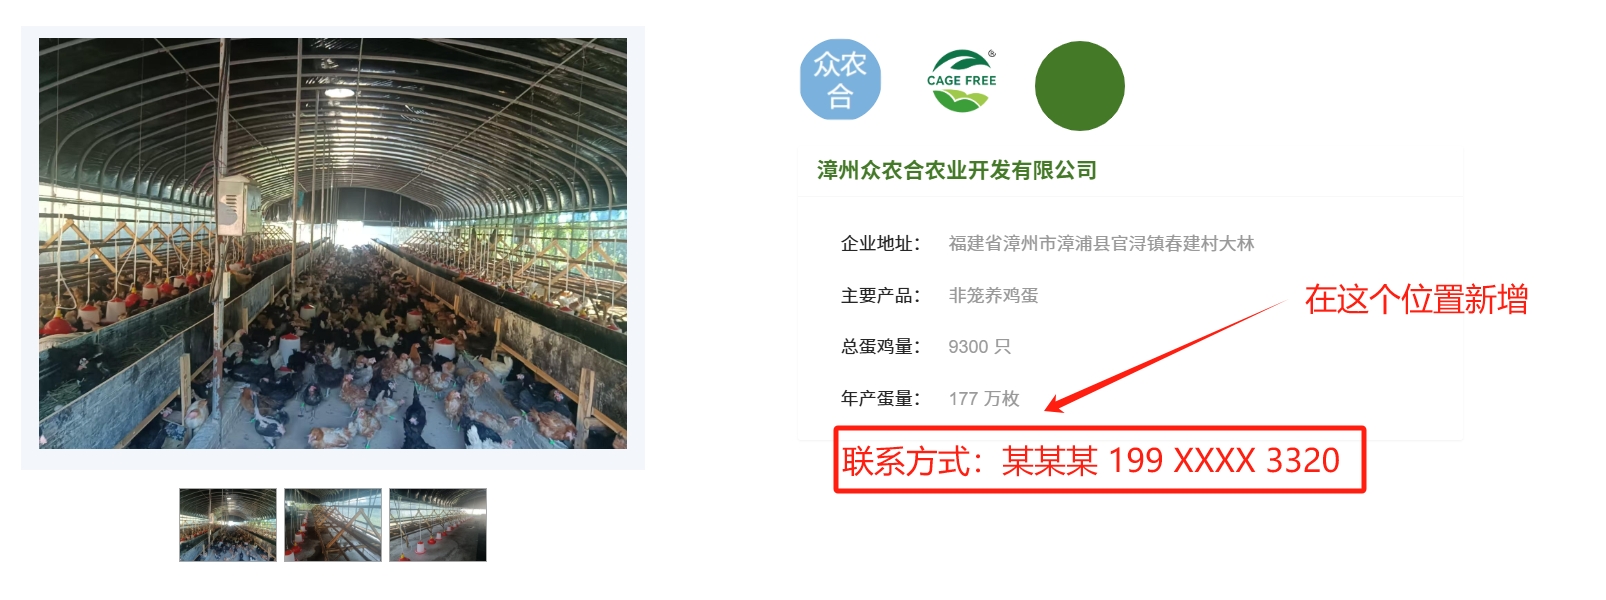 众农
合
CAGE FREE
®
漳州众农合农业开发有限公司
企业地址： 福建省漳州市漳浦县官浔镇春建村大林
主要产品： 非笼养鸡蛋
在这个位置新增
总蛋鸡量： 9300 只
年产蛋量： 177 万枚
联系方式：某某某 199 XXXX 3320